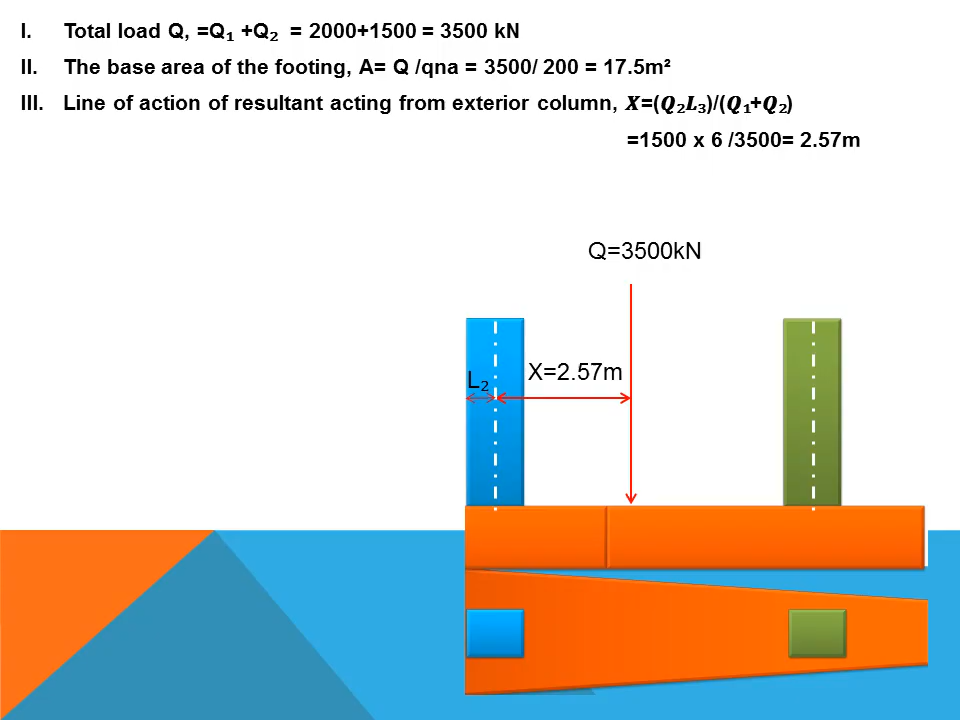 I. Total load Q, =Q₁ +Q₂ = 2000+1500 = 3500 kN
II. The base area of the footing, A= Q /qna = 3500/ 200 = 17.5m²
III. Line of action of resultant acting from exterior column, X=(Q₂L₃)/(Q₁+Q₂)
=1500 x 6 /3500= 2.57m
Q=3500kN
X=2.57m
L₂